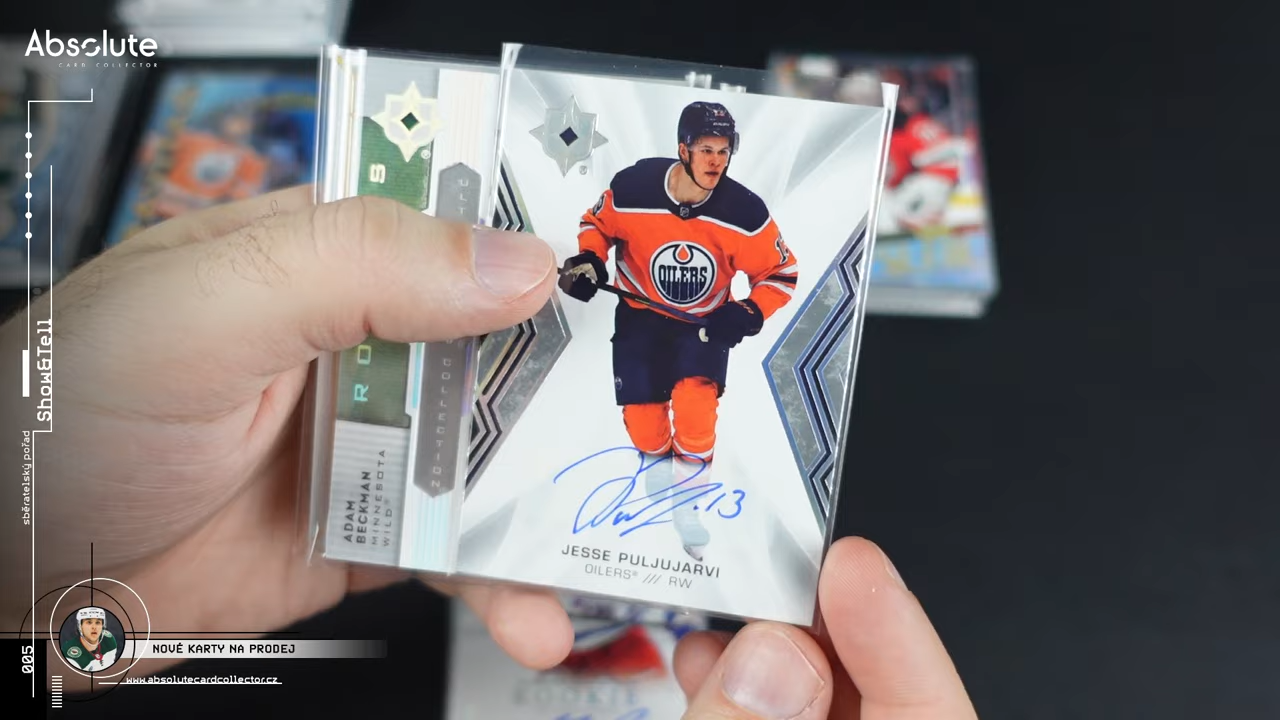 Absolute
CARD COLLECTOR
Show&Tell
sběratelský pořad
005
NOVÉ KARTY NA PRODEJ
www.absolutecardcollector.cz
ADAM
BECKMAN
MINNESOTA
WILD
COLLECTION
OILERS
13
JESSE PULJUJARVI
OILERS® /// RW